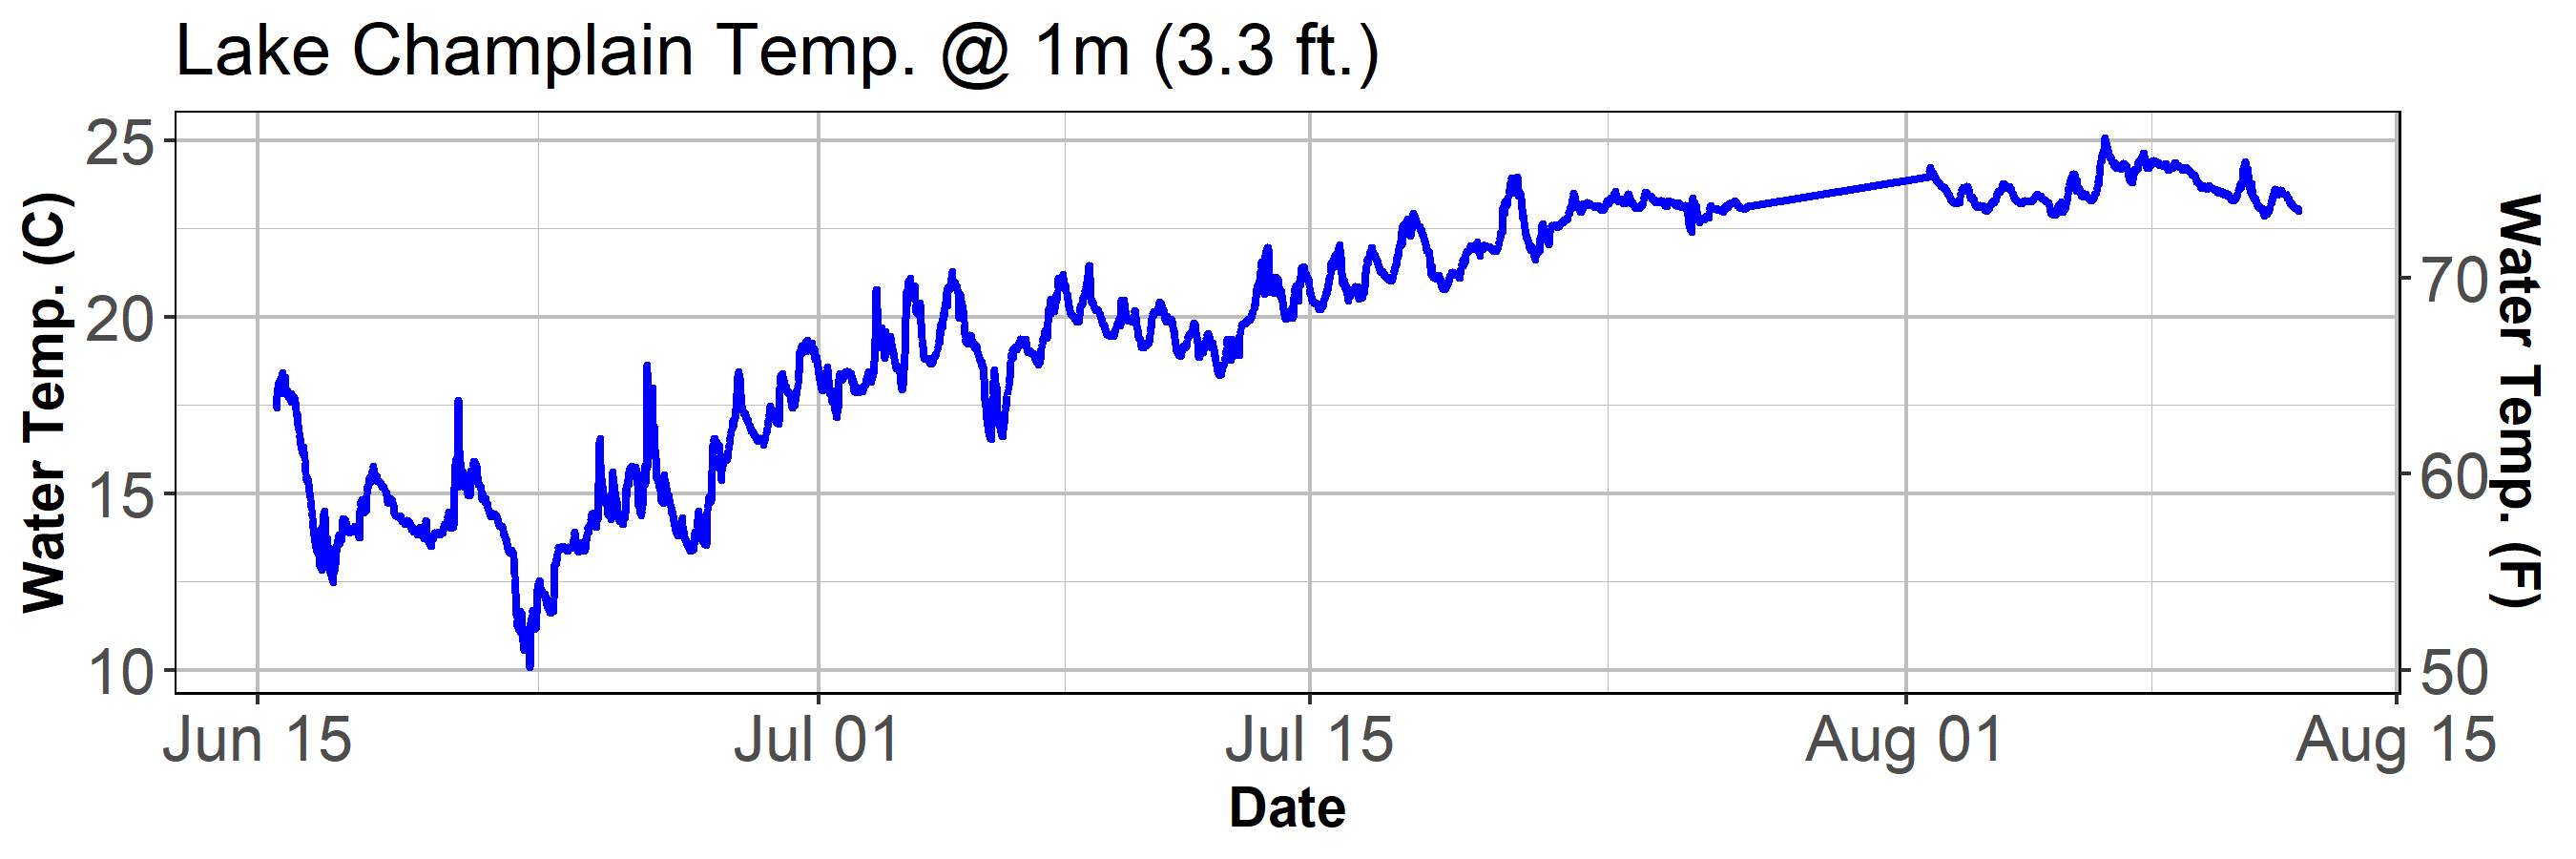 Lake Champlain Temp. @ 1m (3.3 ft.)
Water Temp. (C)
25
20
15
10
70
60
50
Water Temp. (F)
Jun 15 Jul 01 Jul 15 Aug 01 Aug 15
Date